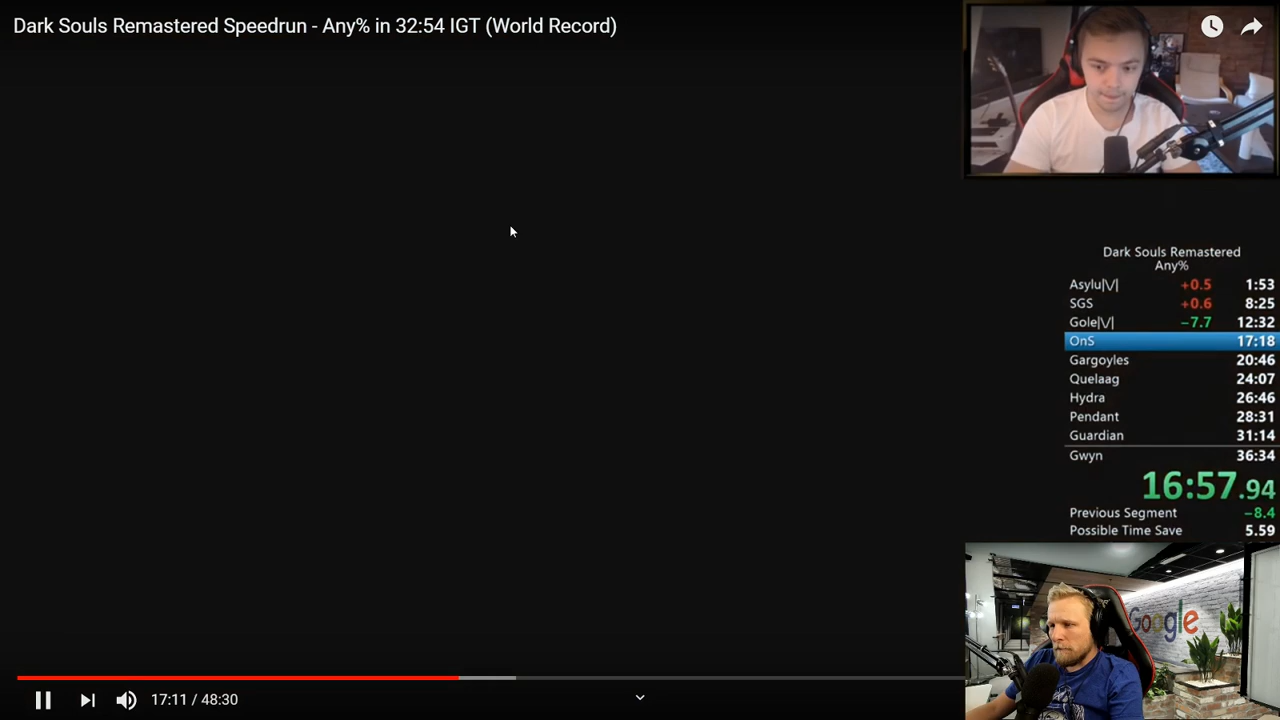 Dark Souls Remastered Speedrun - Any% in 32:54 IGT (World Record)
Dark Souls Remastered
Any%
Asylu|\/| +0.5 1:53
SGS +0.6 8:25
Gole|\/| −7.7 12:32
OnS 17:18
Gargoyles 20:46
Quelaag 24:07
Hydra 26:46
Pendant 28:31
Guardian 31:14
Gwyn 36:34
16:57.94
Previous Segment −8.4
Possible Time Save 5.59
Google
17:11 / 48:30